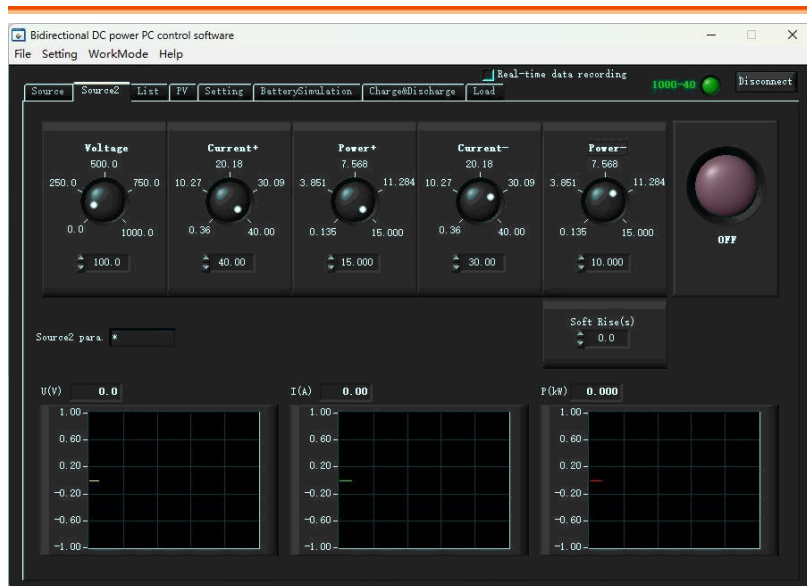 Bidirectional DC power PC control software
File Setting WorkMode Help
Real-time data recording
1000-40
Disconnect
Source Source2 List PV Setting BatterySimulation Charge&Discharge Load
Voltage Current+ Power+ Current- Power-
500.0 20.18 7.568 20.18 7.568
250.0 750.0 10.27 30.09 3.851 11.284 10.27 30.09 3.851 11.284
0.0 1000.0 0.36 40.00 0.135 15.000 0.36 40.00 0.135 15.000
OFF
100.0 40.00 15.000 30.00 10.000
Soft Rise(s)
0.0
Source2 para. *
U(V) 0.0 I(A) 0.00 P(kW) 0.000
1.00 1.00 1.00
0.60 0.60 0.60
0.20 0.20 0.20
-0.20 -0.20 -0.20
-0.60 -0.60 -0.60
-1.00 -1.00 -1.00